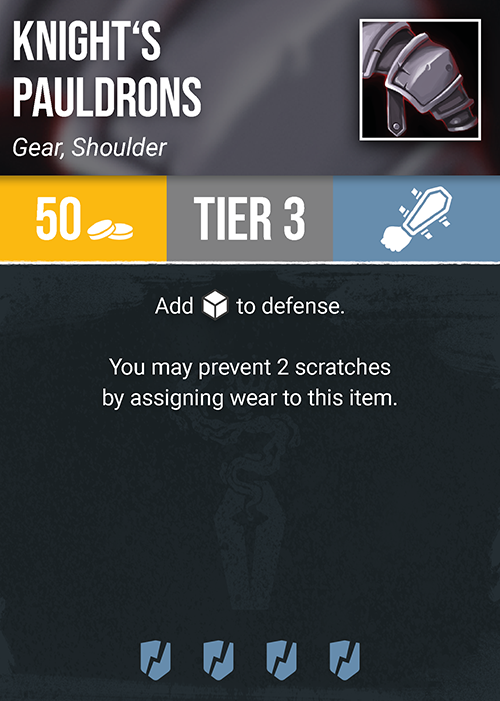 KNIGHT‘S
PAULDRONS
Gear, Shoulder
50 TIER 3
Add to defense.
You may prevent 2 scratches
by assigning wear to this item.